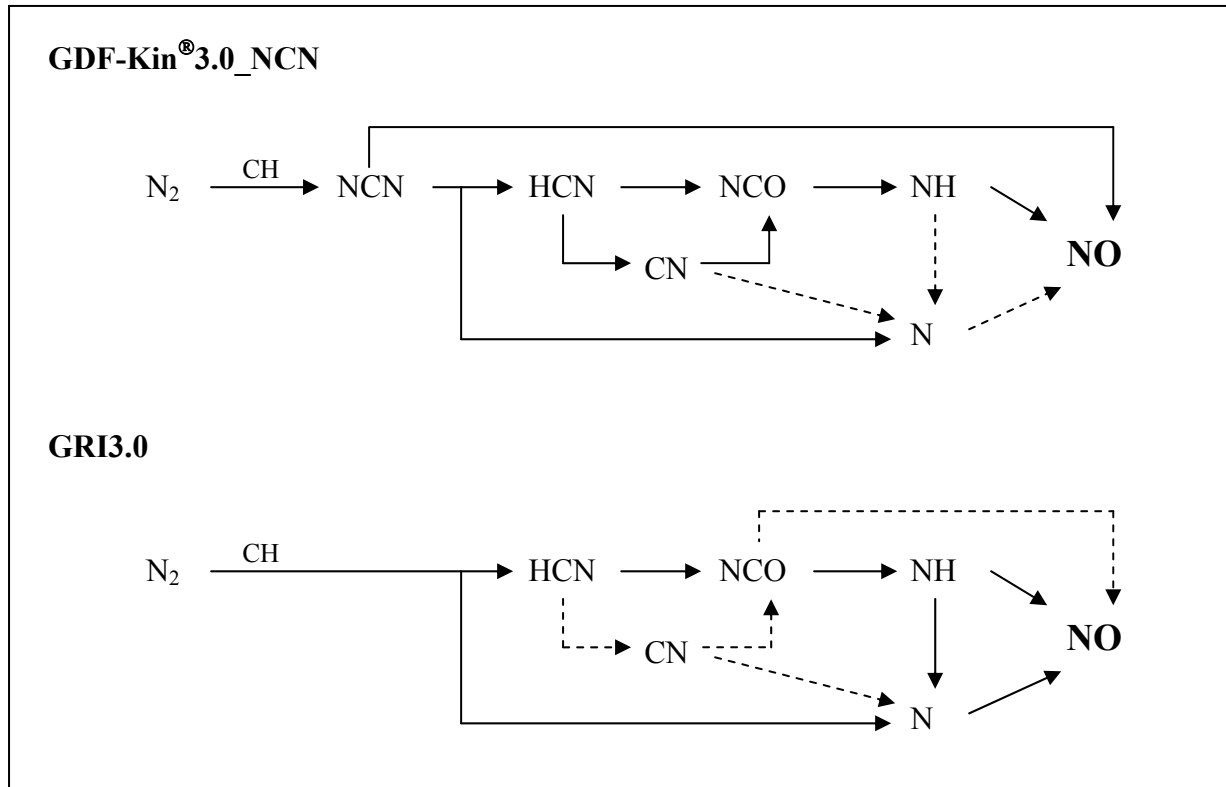 GDF-Kin®3.0_NCN
CH
N₂ NCN HCN NCO NH
NO
CN
N
GRI3.0
CH
N₂ HCN NCO NH
NO
CN
N